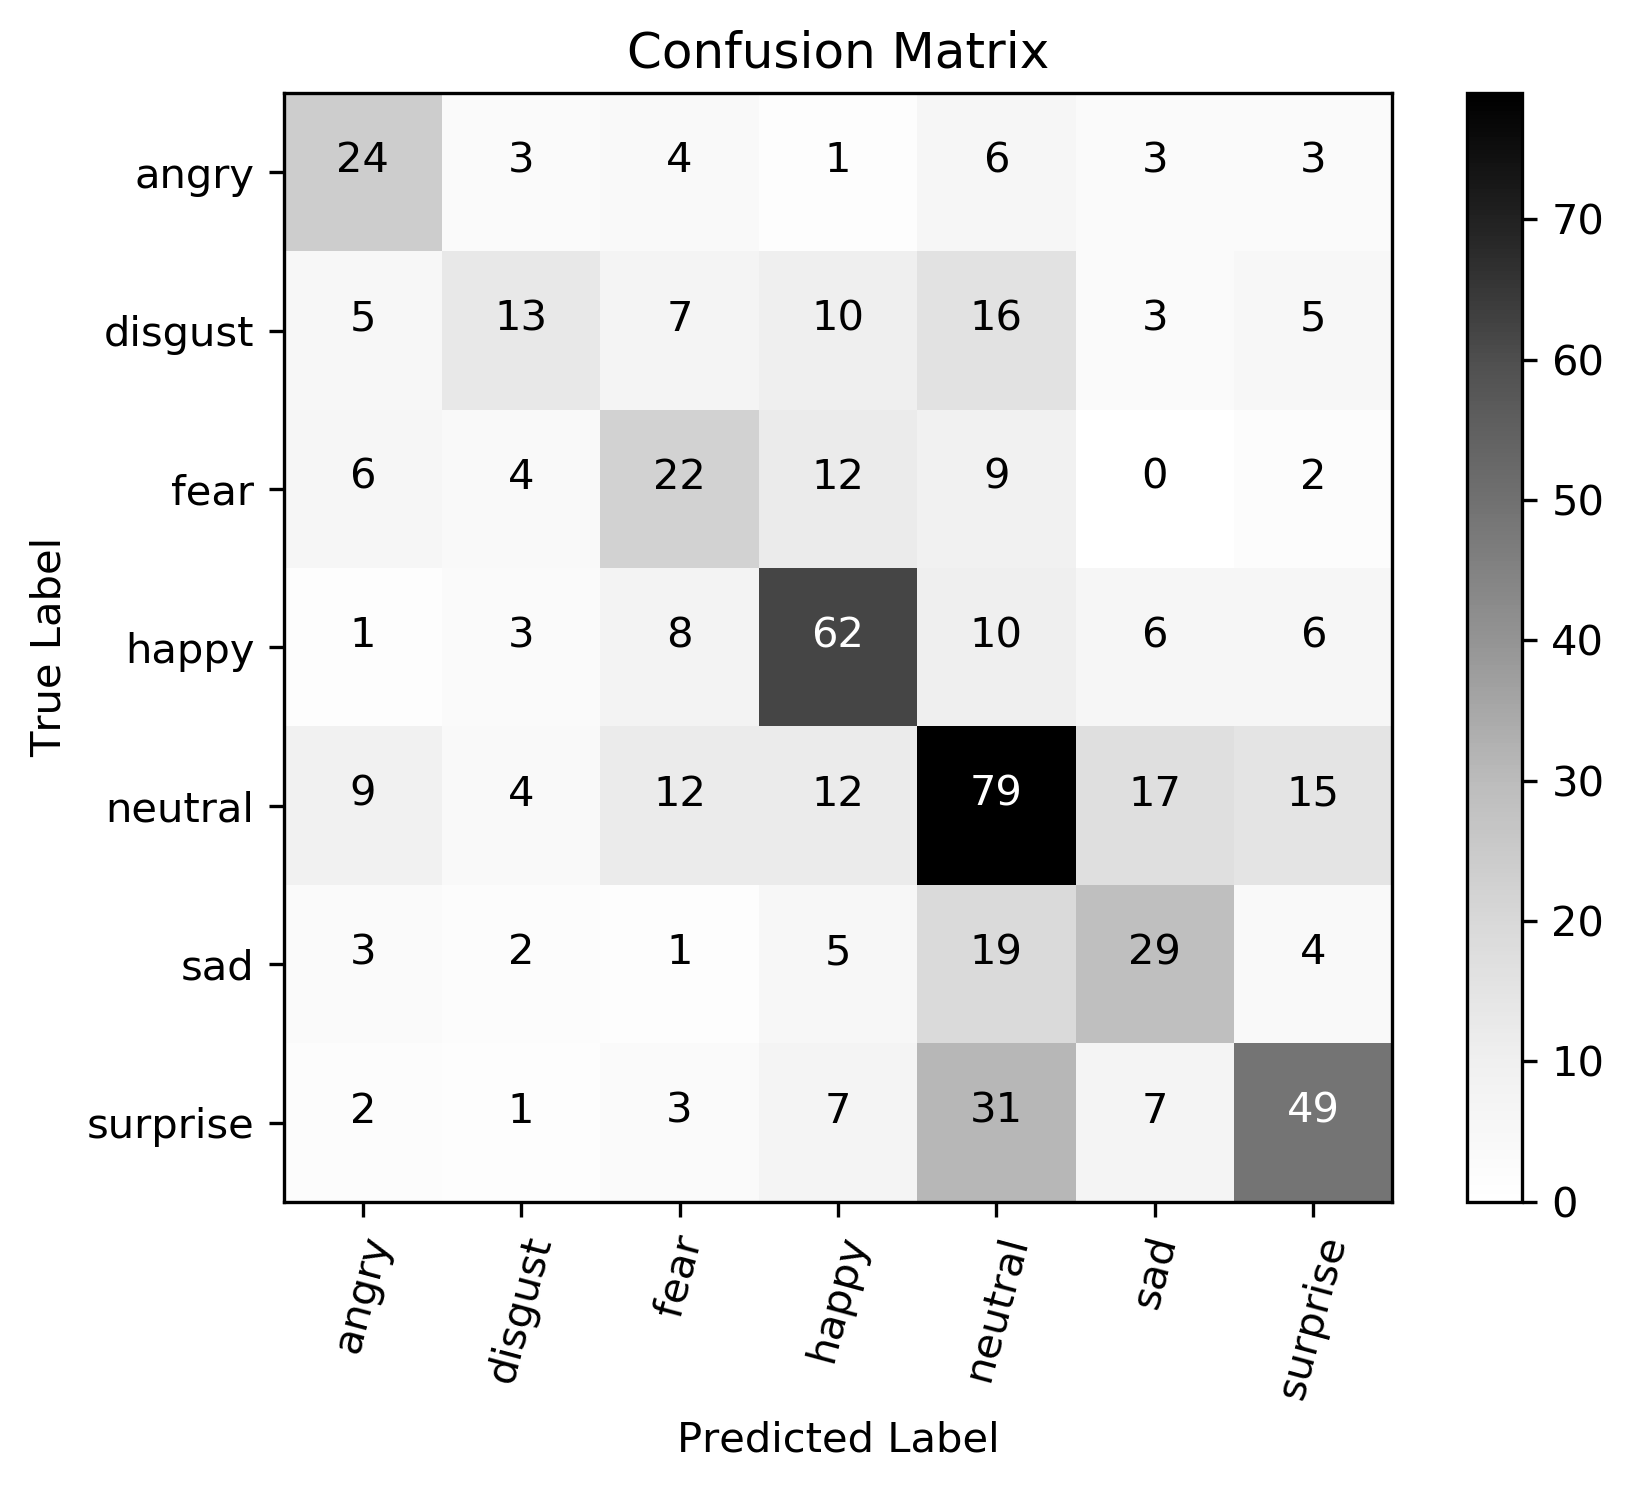 Confusion Matrix
angry 24 3 4 1 6 3 3
disgust 5 13 7 10 16 3 5
fear 6 4 22 12 9 0 2
happy 1 3 8 62 10 6 6
neutral 9 4 12 12 79 17 15
sad 3 2 1 5 19 29 4
surprise 2 1 3 7 31 7 49
angry disgust fear happy neutral sad surprise
Predicted Label
True Label
70
60
50
40
30
20
10
0